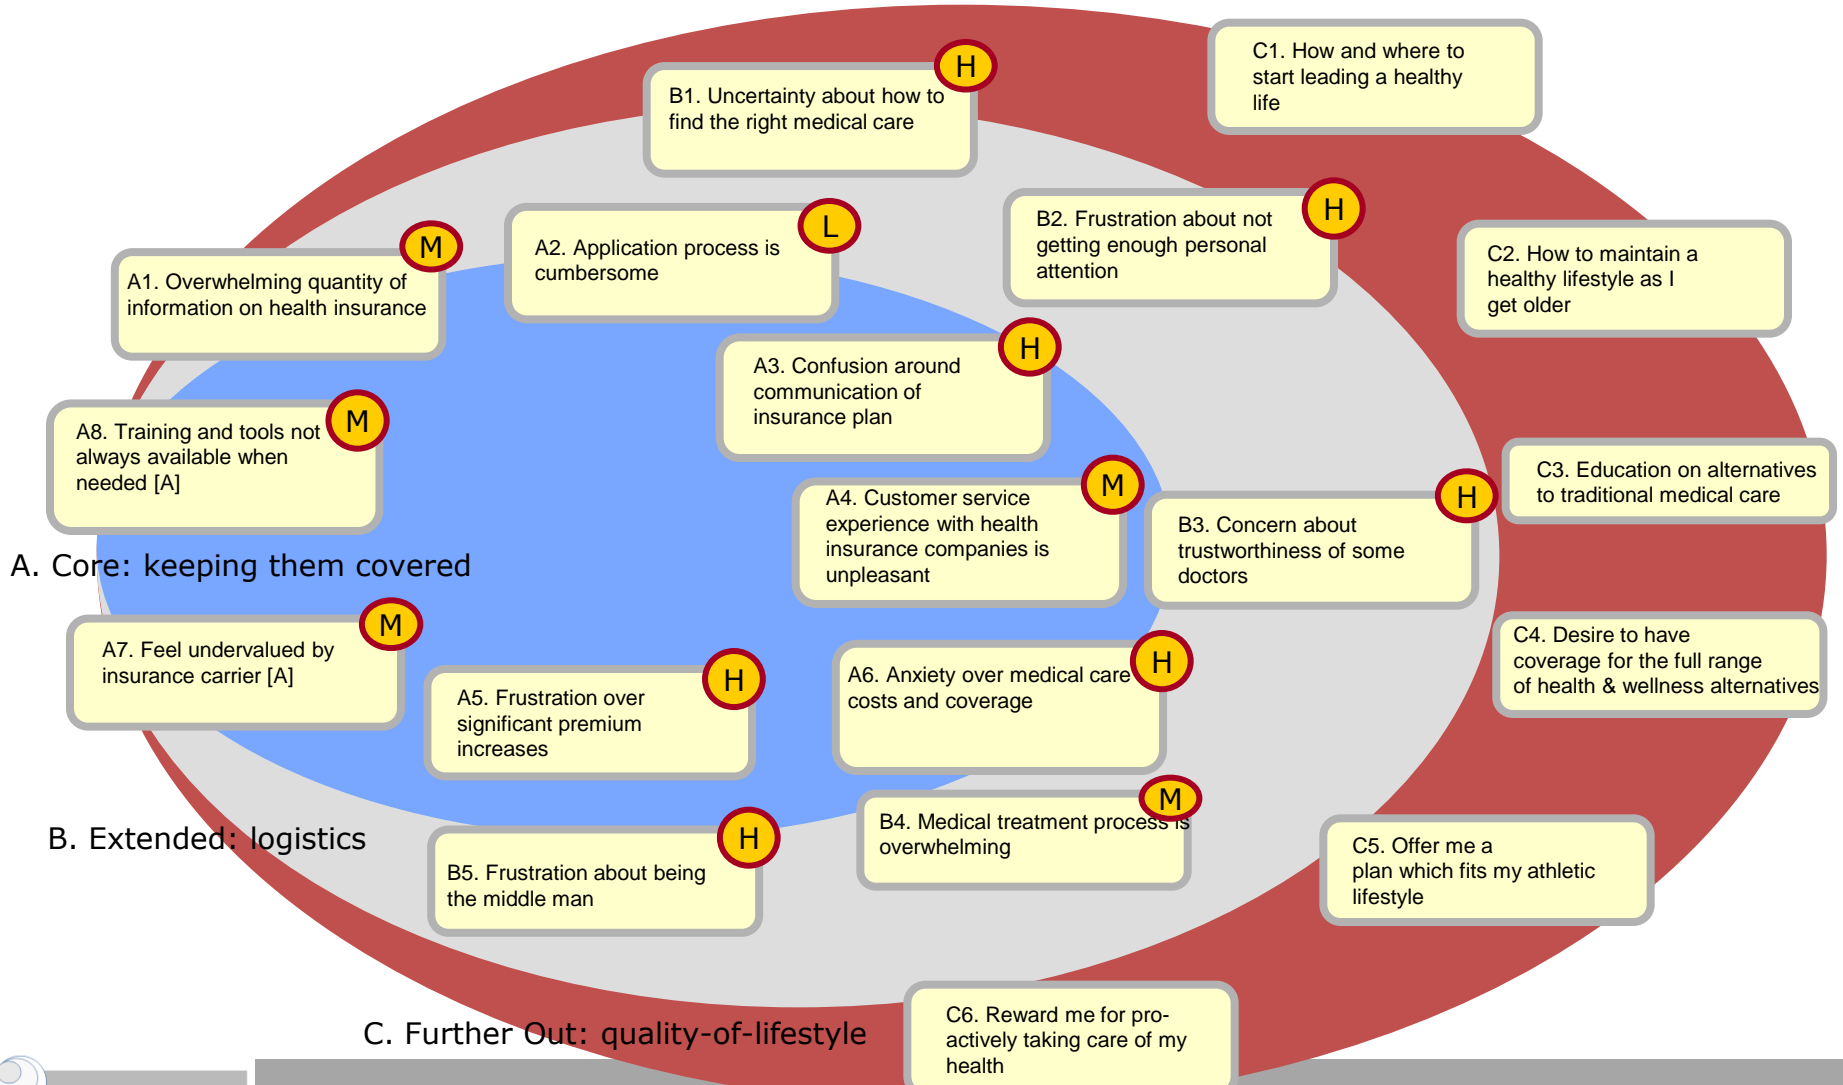 C1. How and where to
start leading a healthy
life
H
B1. Uncertainty about how to
find the right medical care
H
B2. Frustration about not
getting enough personal
attention
L
A2. Application process is
cumbersome
M
A1. Overwhelming quantity of
information on health insurance
C2. How to maintain a
healthy lifestyle as I
get older
H
A3. Confusion around
communication of
insurance plan
M
A8. Training and tools not
always available when
needed [A]
C3. Education on alternatives
to traditional medical care
M
A4. Customer service
experience with health
insurance companies is
unpleasant
H
B3. Concern about
trustworthiness of some
doctors
A. Core: keeping them covered
M
A7. Feel undervalued by
insurance carrier [A]
H
A5. Frustration over
significant premium
increases
H
A6. Anxiety over medical care
costs and coverage
C4. Desire to have
coverage for the full range
of health & wellness alternatives
M
B4. Medical treatment process is
overwhelming
B. Extended: logistics
H
B5. Frustration about being
the middle man
C5. Offer me a
plan which fits my athletic
lifestyle
C. Further Out: quality-of-lifestyle
C6. Reward me for pro-
actively taking care of my
health